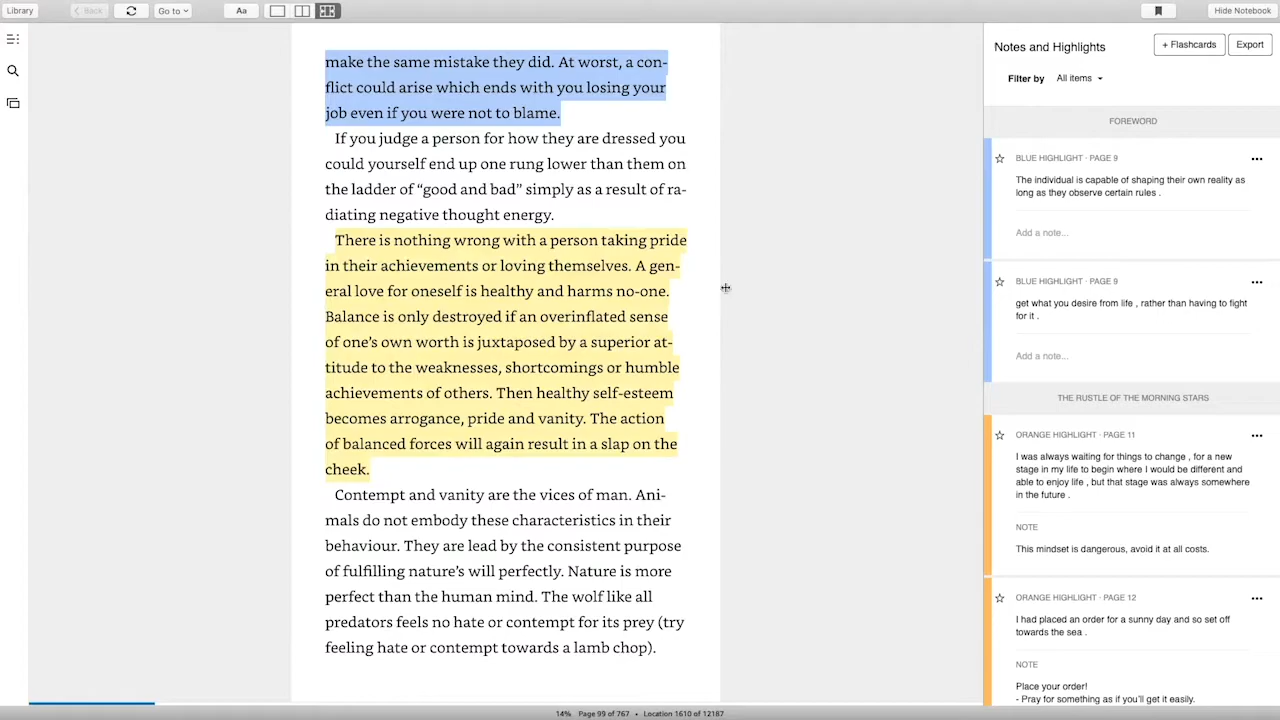 Library
Back
Go to
Aa
Hide Notebook
make the same mistake they did. At worst, a con-
flict could arise which ends with you losing your
job even if you were not to blame.
If you judge a person for how they are dressed you
could yourself end up one rung lower than them on
the ladder of “good and bad” simply as a result of ra-
diating negative thought energy.
There is nothing wrong with a person taking pride
in their achievements or loving themselves. A gen-
eral love for oneself is healthy and harms no-one.
Balance is only destroyed if an overinflated sense
of one’s own worth is juxtaposed by a superior at-
titude to the weaknesses, shortcomings or humble
achievements of others. Then healthy self-esteem
becomes arrogance, pride and vanity. The action
of balanced forces will again result in a slap on the
cheek.
Contempt and vanity are the vices of man. Ani-
mals do not embody these characteristics in their
behaviour. They are lead by the consistent purpose
of fulfilling nature’s will perfectly. Nature is more
perfect than the human mind. The wolf like all
predators feels no hate or contempt for its prey (try
feeling hate or contempt towards a lamb chop).
Notes and Highlights
+ Flashcards
Export
Filter by All items
FOREWORD
BLUE HIGHLIGHT · PAGE 9
The individual is capable of shaping their own reality as
long as they observe certain rules .
Add a note...
BLUE HIGHLIGHT · PAGE 9
get what you desire from life , rather than having to fight
for it .
Add a note...
THE RUSTLE OF THE MORNING STARS
ORANGE HIGHLIGHT · PAGE 11
I was always waiting for things to change , for a new
stage in my life to begin where I would be different and
able to enjoy life , but that stage was always somewhere
in the future .
NOTE
This mindset is dangerous, avoid it at all costs.
ORANGE HIGHLIGHT · PAGE 12
I had placed an order for a sunny day and so set off
towards the sea .
NOTE
Place your order!
- Pray for something as if you'll get it easily.
14% Page 99 of 767 • Location 1610 of 12187